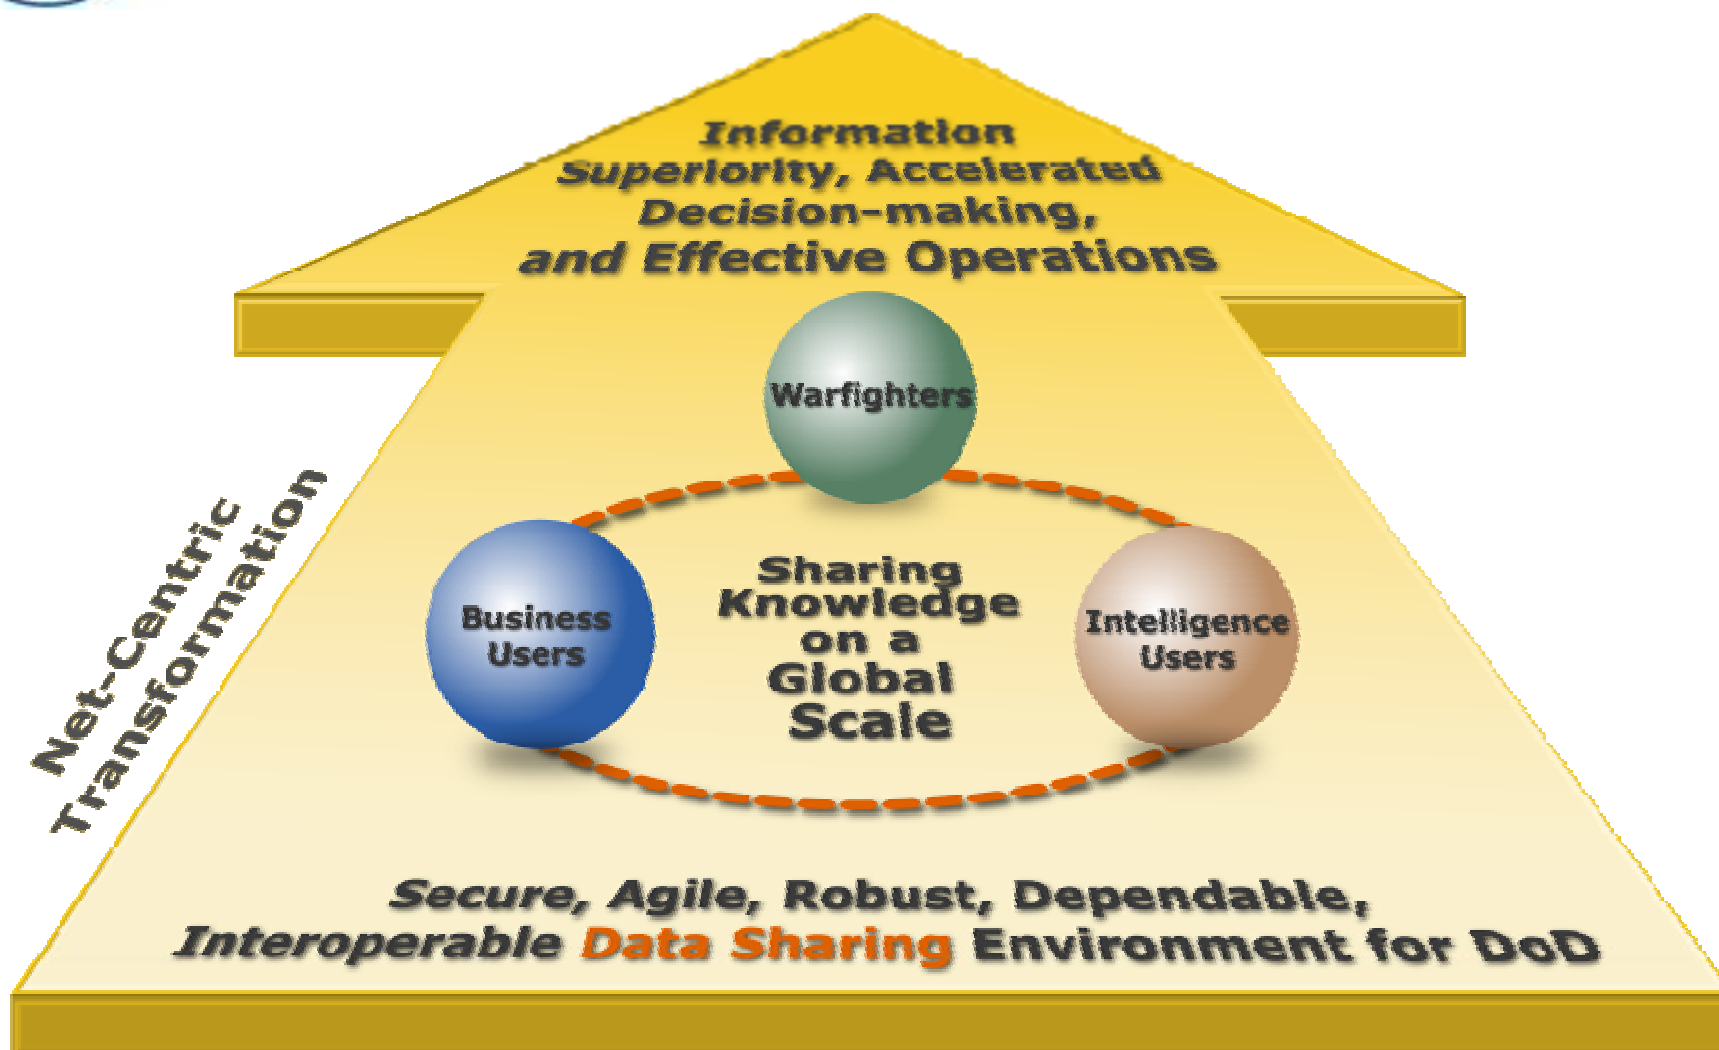 Information
Superiority, Accelerated
Decision-making,
and Effective Operations
Warfighters
Net-Centric
Transformation
Business
Users
Sharing
Knowledge
on a
Global
Scale
Intelligence
Users
Secure, Agile, Robust, Dependable,
Interoperable Data Sharing Environment for DoD